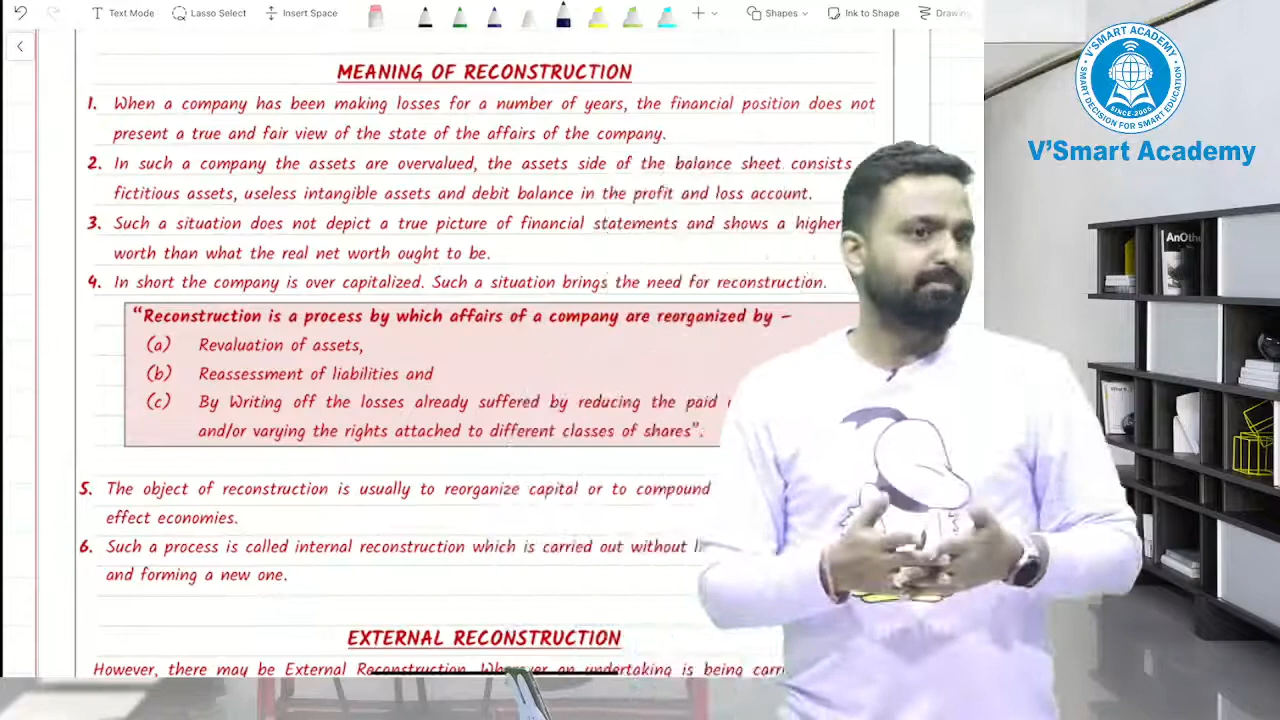 Text Mode Lasso Select Insert Space Shapes Ink to Shape Drawing
MEANING OF RECONSTRUCTION
1. When a company has been making losses for a number of years, the financial position does not
present a true and fair view of the state of the affairs of the company.
2. In such a company the assets are overvalued, the assets side of the balance sheet consists
fictitious assets, useless intangible assets and debit balance in the profit and loss account.
3. Such a situation does not depict a true picture of financial statements and shows a higher
worth than what the real net worth ought to be.
4. In short the company is over capitalized. Such a situation brings the need for reconstruction.
“Reconstruction is a process by which affairs of a company are reorganized by –
(a) Revaluation of assets,
(b) Reassessment of liabilities and
(c) By Writing off the losses already suffered by reducing the paid
and/or varying the rights attached to different classes of shares”.
5. The object of reconstruction is usually to reorganize capital or to compound
effect economies.
6. Such a process is called internal reconstruction which is carried out without
and forming a new one.
EXTERNAL RECONSTRUCTION
However, there may be External Reconstruction. Wherever an undertaking is being
V'SMART ACADEMY
SINCE-2005
SMART DECISION FOR SMART EDUCATION
V'Smart Academy